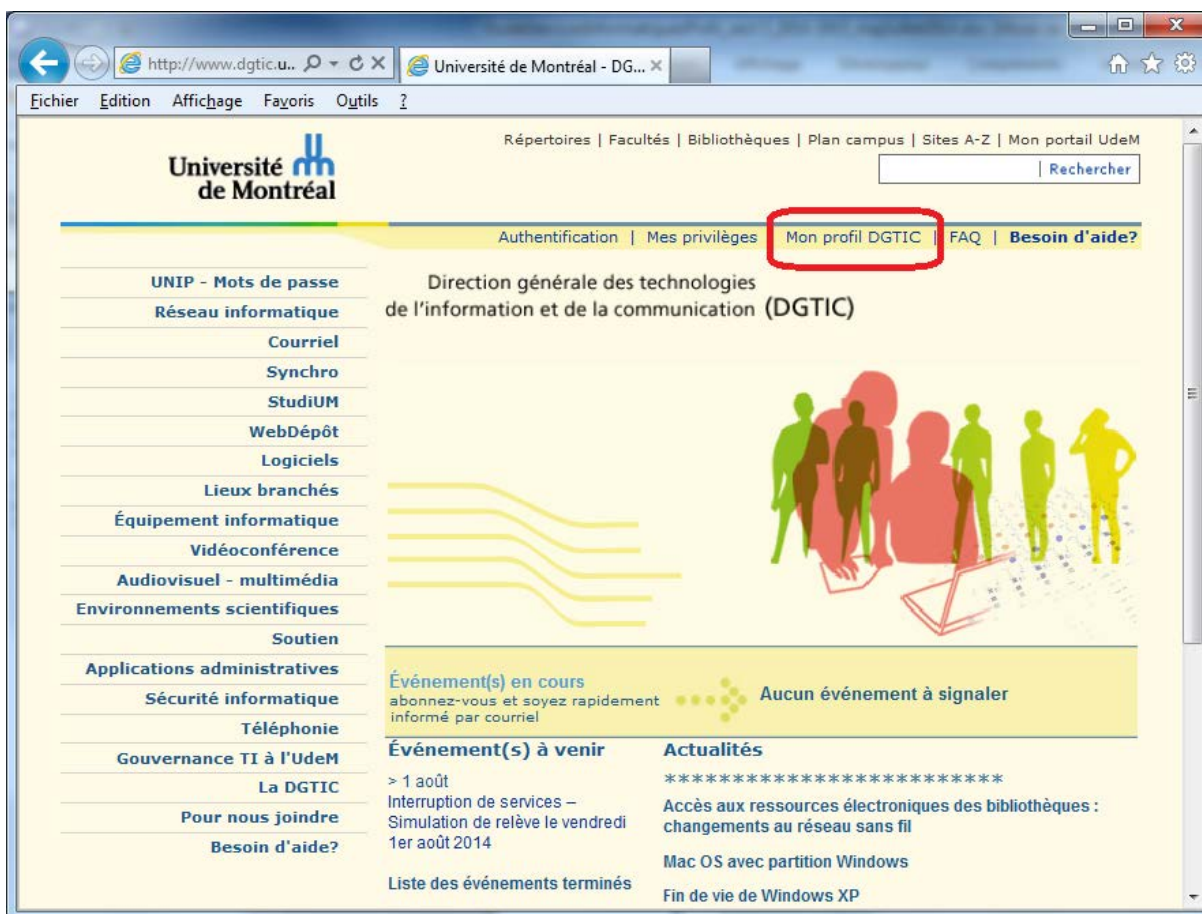 http://www.dgtic.u..
Université de Montréal - DG...
Fichier Edition Affichage Favoris Outils ?
Université
de Montréal
Répertoires | Facultés | Bibliothèques | Plan campus | Sites A-Z | Mon portail UdeM
Rechercher
Authentification | Mes privilèges | Mon profil DGTIC | FAQ | Besoin d'aide?
UNIP - Mots de passe
Réseau informatique
Courriel
Synchro
StudiUM
WebDépôt
Logiciels
Lieux branchés
Équipement informatique
Vidéoconférence
Audiovisuel - multimédia
Environnements scientifiques
Soutien
Applications administratives
Sécurité informatique
Téléphonie
Gouvernance TI à l'UdeM
La DGTIC
Pour nous joindre
Besoin d'aide?
Direction générale des technologies
de l'information et de la communication (DGTIC)
Événement(s) en cours
abonnez-vous et soyez rapidement
informé par courriel
Aucun événement à signaler
Événement(s) à venir
> 1 août
Interruption de services –
Simulation de relève le vendredi
1er août 2014
Liste des événements terminés
Actualités
*************************
Accès aux ressources électroniques des bibliothèques :
changements au réseau sans fil
Mac OS avec partition Windows
Fin de vie de Windows XP